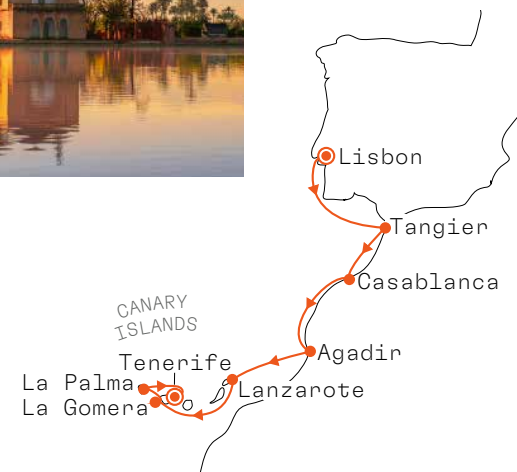 Lisbon
Tangier
Casablanca
CANARY
ISLANDS
Agadir
Tenerife
La Palma
Lanzarote
La Gomera